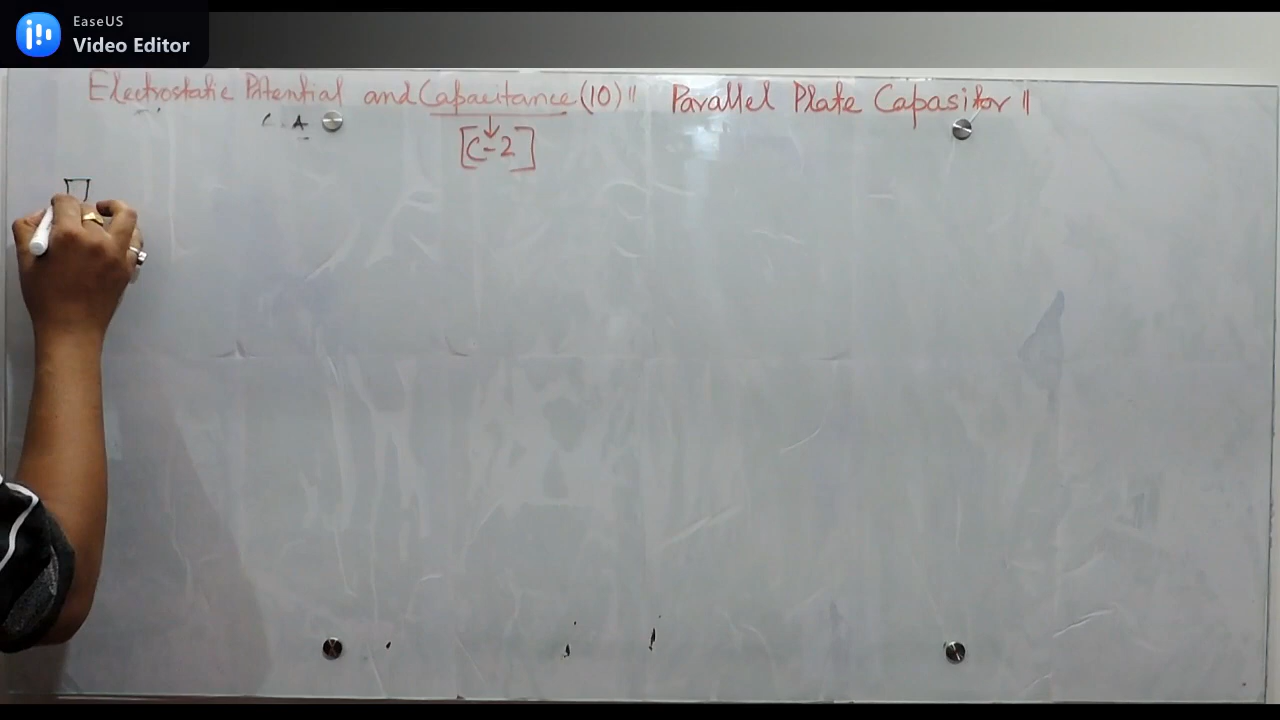 EaseUS
Video Editor
Electrostatic Potential and Capacitance (10) || Parallel Plate Capasitor ||
C. A
[C-2]